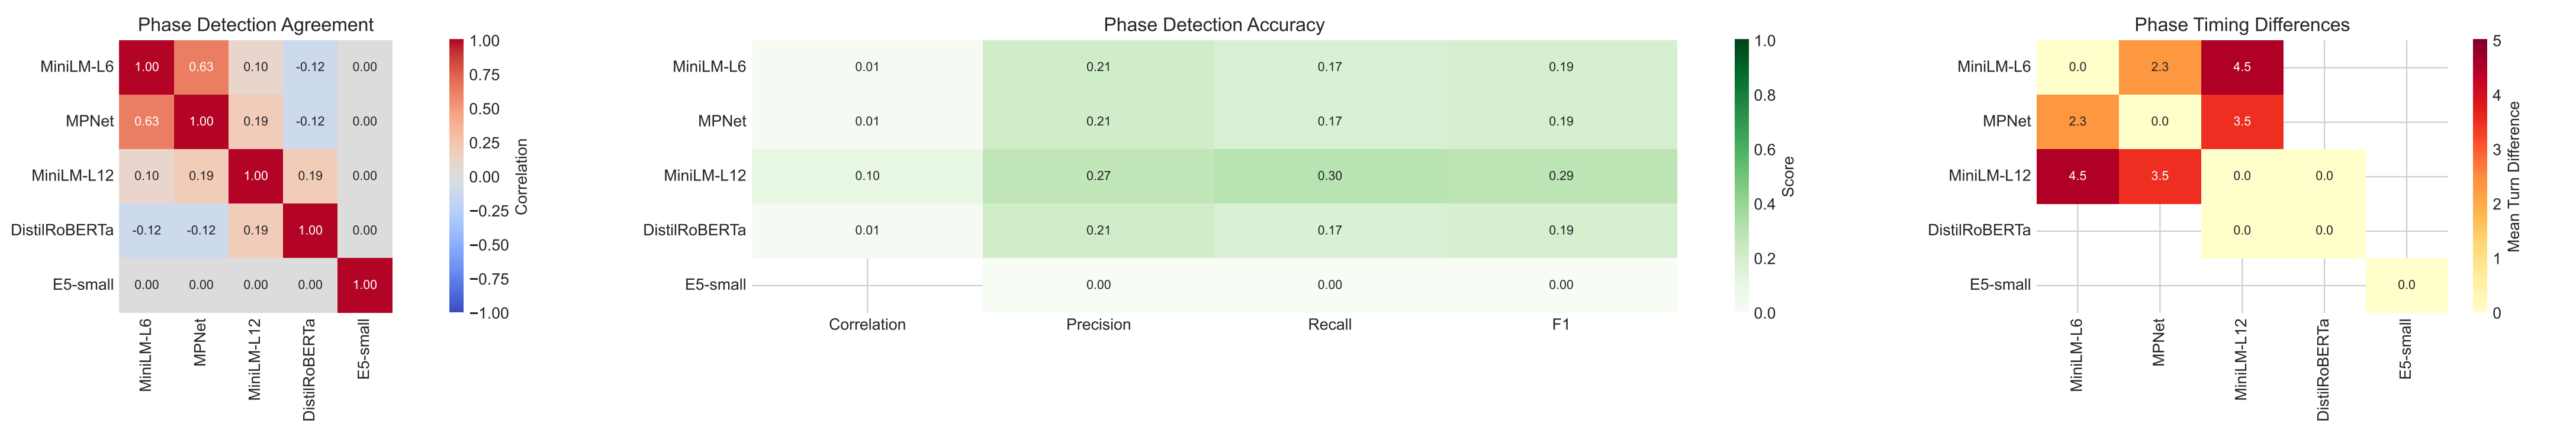 Phase Detection Agreement
MiniLM-L6 1.00 0.63 0.10 -0.12 0.00
MPNet 0.63 1.00 0.19 -0.12 0.00
MiniLM-L12 0.10 0.19 1.00 0.19 0.00
DistilRoBERTa -0.12 -0.12 0.19 1.00 0.00
E5-small 0.00 0.00 0.00 0.00 1.00
MiniLM-L6 MPNet MiniLM-L12 DistilRoBERTa E5-small
1.00
0.75
0.50
0.25
0.00
−0.25
−0.50
−0.75
−1.00
Correlation
Phase Detection Accuracy
MiniLM-L6 0.01 0.21 0.17 0.19
MPNet 0.01 0.21 0.17 0.19
MiniLM-L12 0.10 0.27 0.30 0.29
DistilRoBERTa 0.01 0.21 0.17 0.19
E5-small 0.00 0.00 0.00
Correlation Precision Recall F1
1.0
0.8
0.6
0.4
0.2
0.0
Score
Phase Timing Differences
MiniLM-L6 0.0 2.3 4.5
MPNet 2.3 0.0 3.5
MiniLM-L12 4.5 3.5 0.0 0.0
DistilRoBERTa 0.0 0.0
E5-small 0.0
MiniLM-L6 MPNet MiniLM-L12 DistilRoBERTa E5-small
5
4
3
2
1
0
Mean Turn Difference